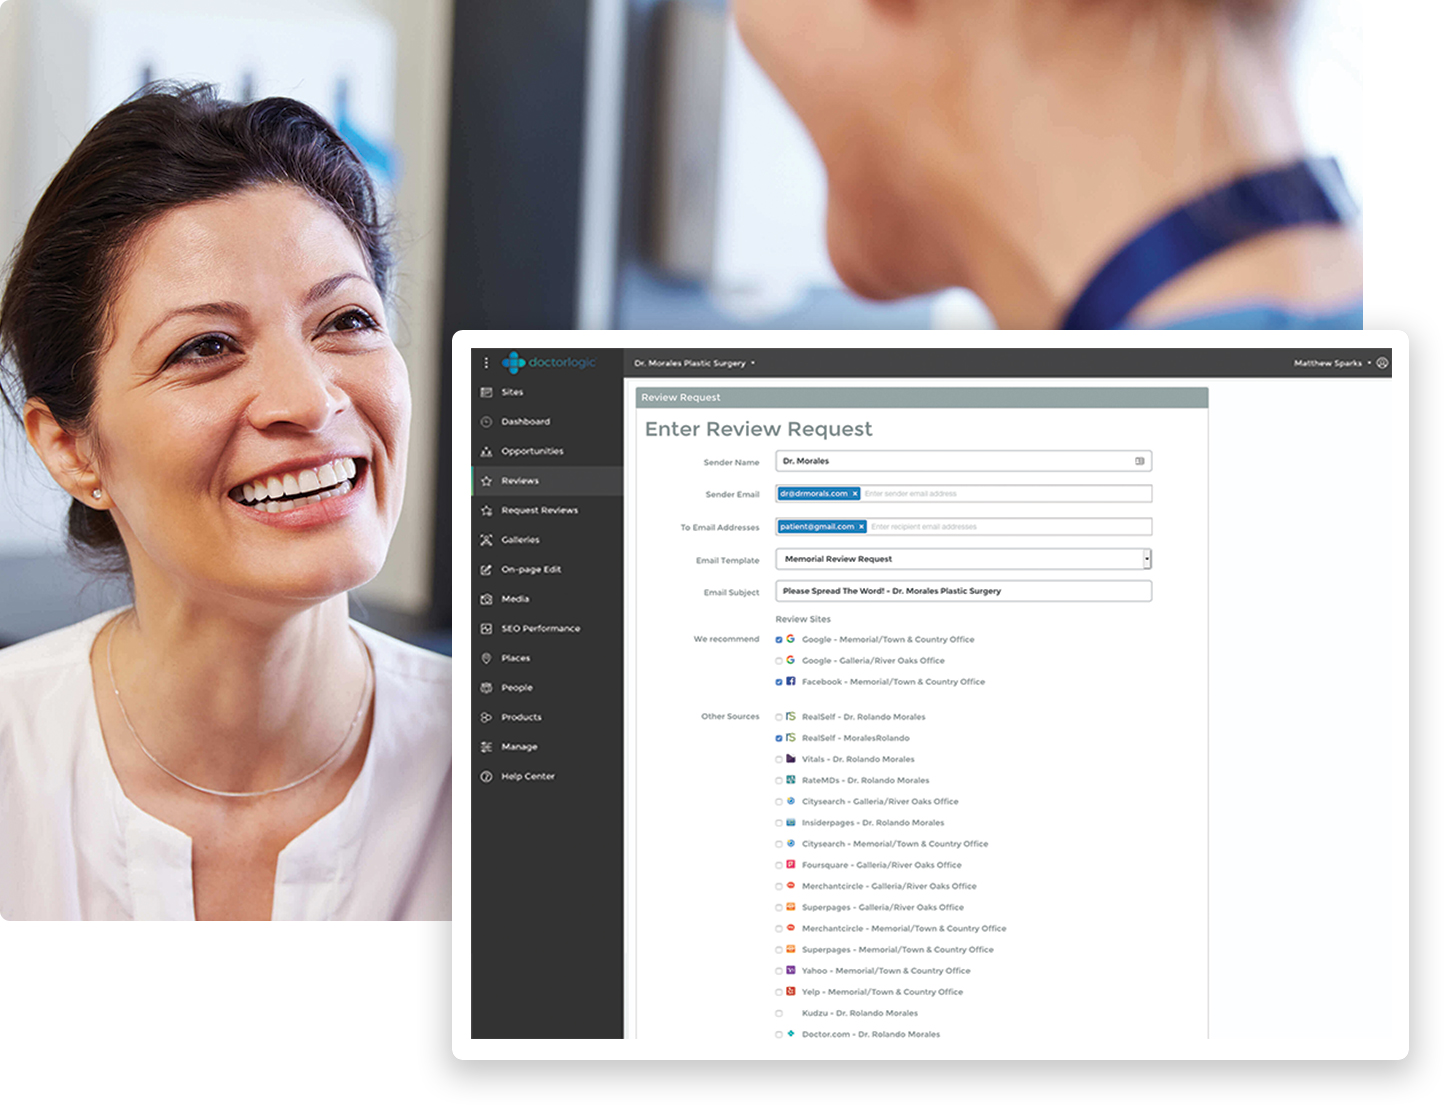 doctorlogic
Dr. Morales Plastic Surgery
Matthew Sparks
Sites
Dashboard
Opportunities
Reviews
Request Reviews
Galleries
On-page Edit
Media
SEO Performance
Places
People
Products
Manage
Help Center
Review Request
Enter Review Request
Sender Name Dr. Morales
Sender Email dr@drmorals.com × Enter sender email address
To Email Addresses patient@gmail.com × Enter recipient email addresses
Email Template Memorial Review Request
Email Subject Please Spread The Word! - Dr. Morales Plastic Surgery
Review Sites
We recommend Google - Memorial/Town & Country Office
Google - Galleria/River Oaks Office
Facebook - Memorial/Town & Country Office
Other Sources RealSelf - Dr. Rolando Morales
RealSelf - MoralesRolando
Vitals - Dr. Rolando Morales
RateMDs - Dr. Rolando Morales
Citysearch - Galleria/River Oaks Office
Insiderpages - Dr. Rolando Morales
Citysearch - Memorial/Town & Country Office
Foursquare - Galleria/River Oaks Office
Merchantcircle - Galleria/River Oaks Office
Superpages - Galleria/River Oaks Office
Merchantcircle - Memorial/Town & Country Office
Superpages - Memorial/Town & Country Office
Yahoo - Memorial/Town & Country Office
Yelp - Memorial/Town & Country Office
Kudzu - Dr. Rolando Morales
Doctor.com - Dr. Rolando Morales